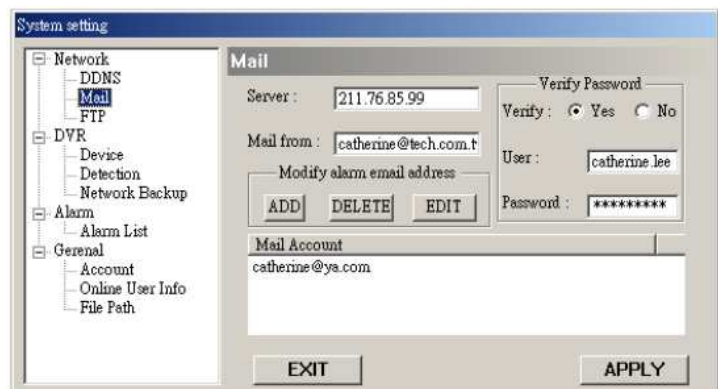 System setting
Network
DDNS
Mail
FTP
DVR
Device
Detection
Network Backup
Alarm
Alarm List
Gerenal
Account
Online User Info
File Path
Mail
Server : 211.76.85.99
Mail from : catherine@tech.com.t
Modify alarm email address
ADD DELETE EDIT
Verify Password
Verify : Yes No
User : catherine.lee
Password : *********
Mail Account
catherine@ya.com
EXIT APPLY